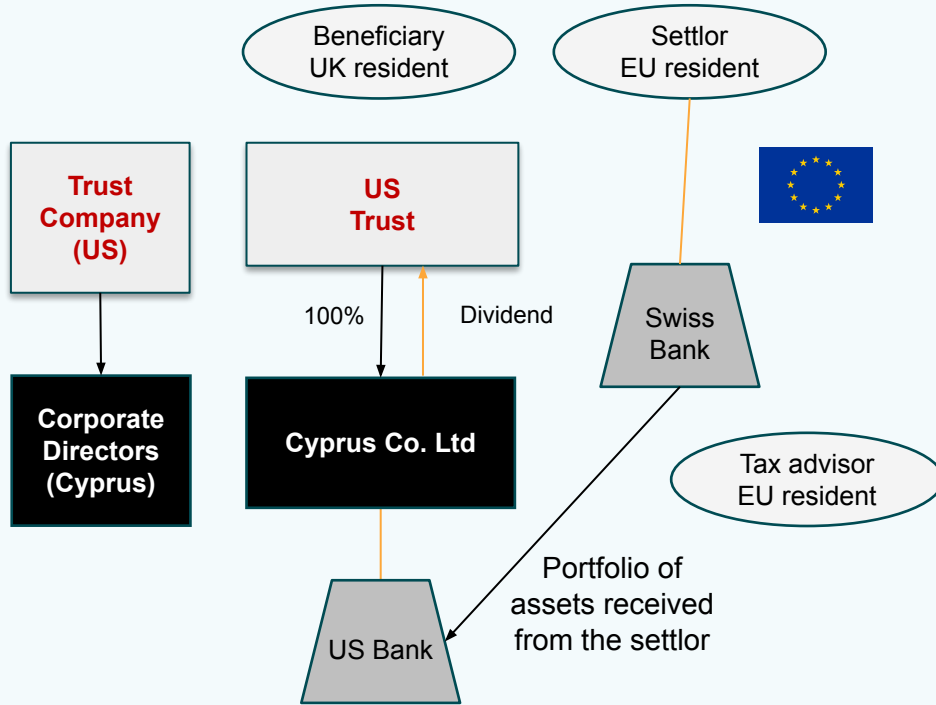 Beneficiary
UK resident
Settlor
EU resident
Trust
Company
(US)
US
Trust
100%
Dividend
Swiss
Bank
Corporate
Directors
(Cyprus)
Cyprus Co. Ltd
Tax advisor
EU resident
Portfolio of
assets received
from the settlor
US Bank